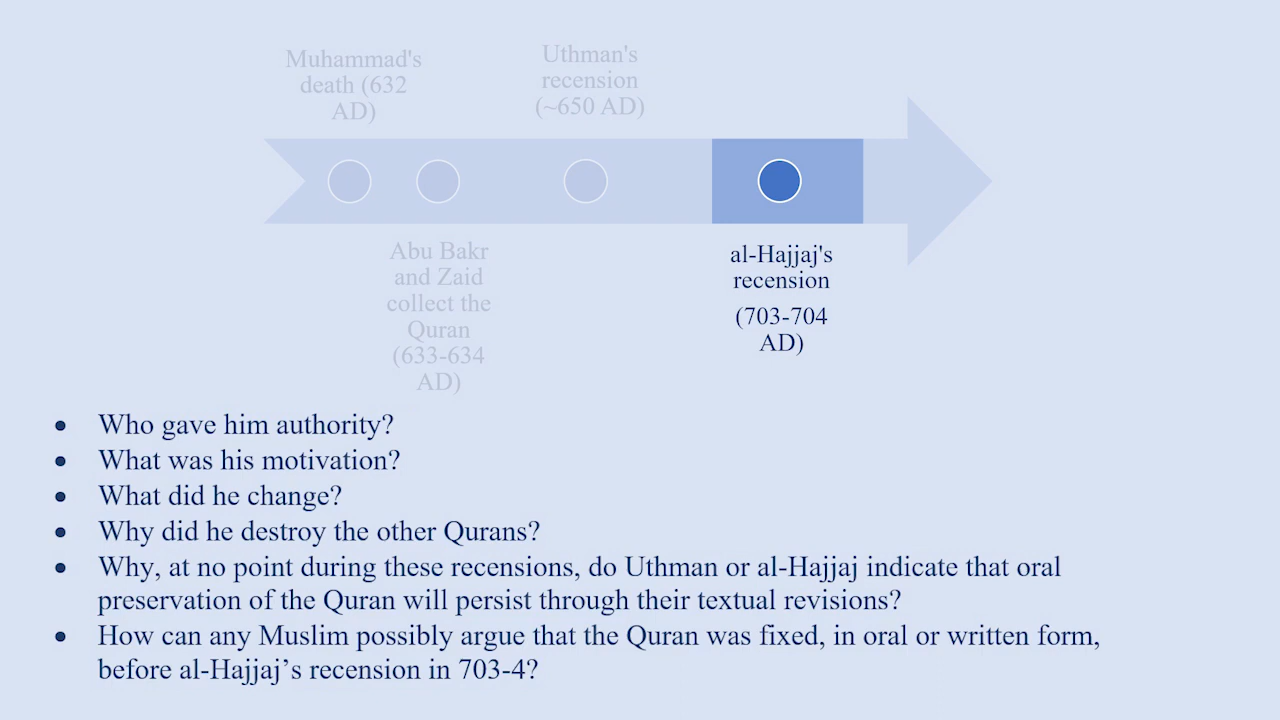 Muhammad's
death (632
AD)
Uthman's
recension
(~650 AD)
Abu Bakr
and Zaid
collect the
Quran
(633-634
AD)
al-Hajjaj's
recension
(703-704
AD)
• Who gave him authority?
• What was his motivation?
• What did he change?
• Why did he destroy the other Qurans?
• Why, at no point during these recensions, do Uthman or al-Hajjaj indicate that oral
preservation of the Quran will persist through their textual revisions?
• How can any Muslim possibly argue that the Quran was fixed, in oral or written form,
before al-Hajjaj’s recension in 703-4?